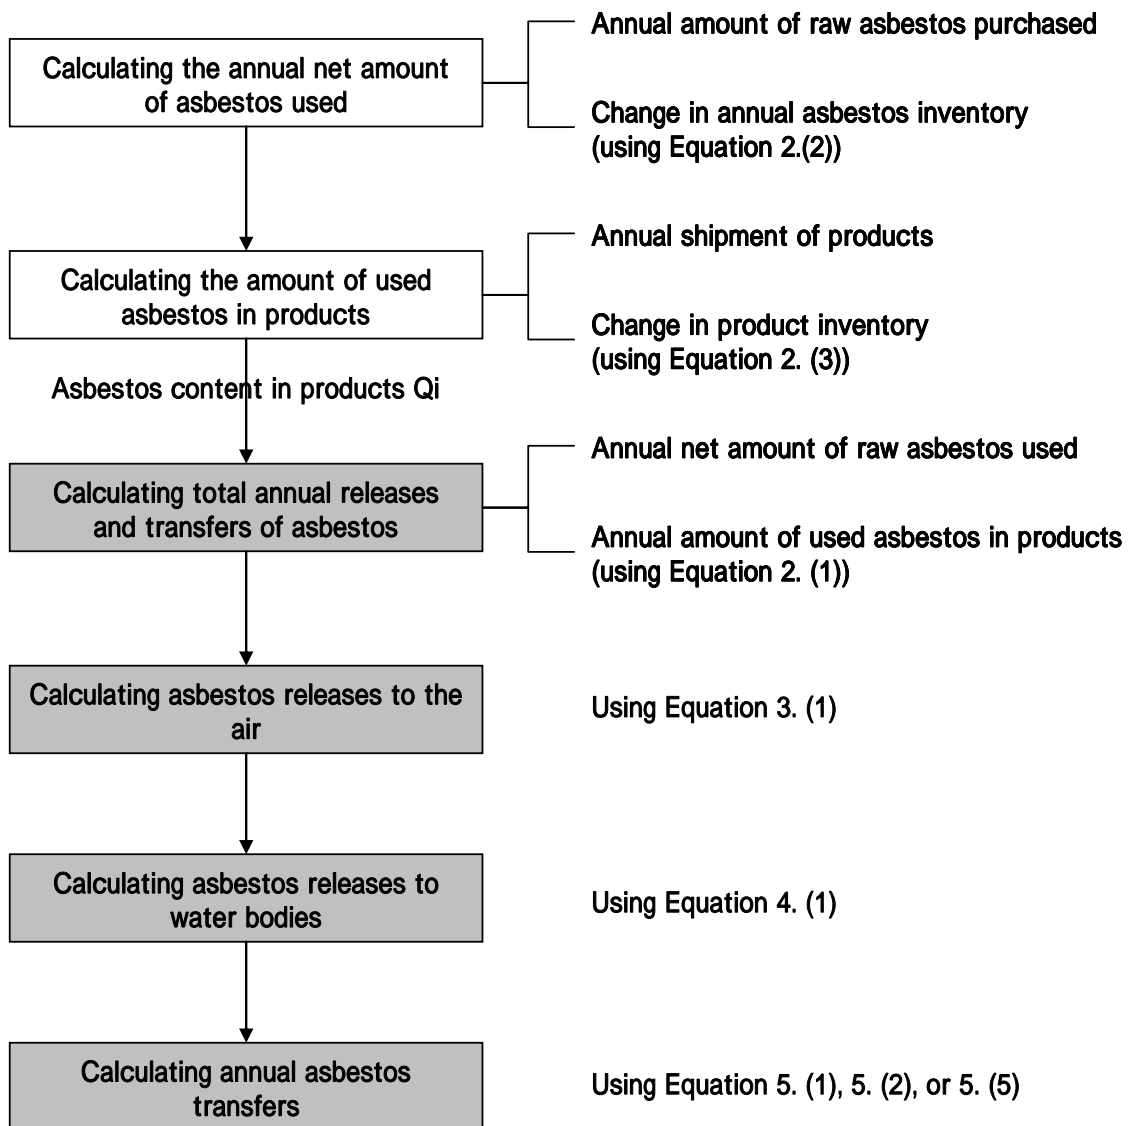 Annual amount of raw asbestos purchased
Calculating the annual net amount
of asbestos used
Change in annual asbestos inventory
(using Equation 2.(2))
Annual shipment of products
Calculating the amount of used
asbestos in products
Change in product inventory
(using Equation 2. (3))
Asbestos content in products Qi
Annual net amount of raw asbestos used
Calculating total annual releases
and transfers of asbestos
Annual amount of used asbestos in products
(using Equation 2. (1))
Calculating asbestos releases to the
air
Using Equation 3. (1)
Calculating asbestos releases to
water bodies
Using Equation 4. (1)
Calculating annual asbestos
transfers
Using Equation 5. (1), 5. (2), or 5. (5)